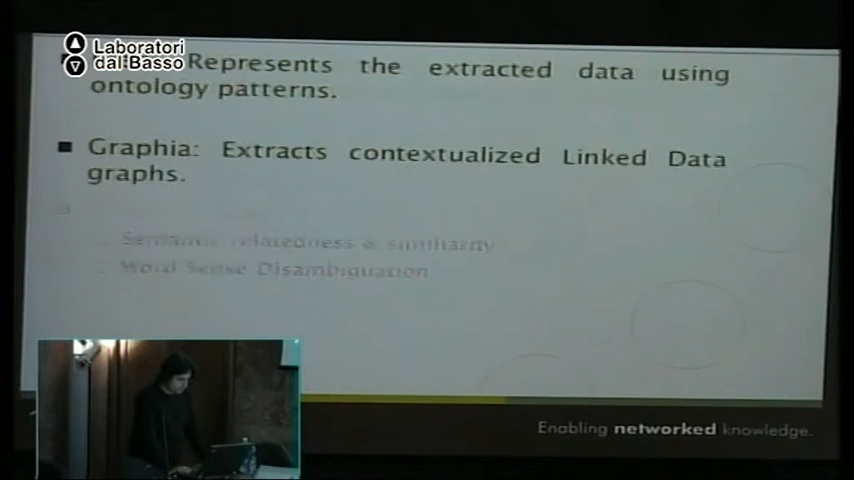 Laboratori
dal Basso
Represents the extracted data using
ontology patterns.
Graphia: Extracts contextualized Linked Data
graphs.
Semantic relatedness & similarity
Word Sense Disambiguation
Enabling networked knowledge.